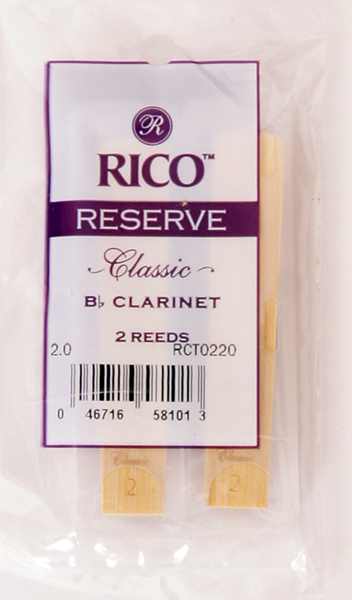 R
RICO™
RESERVE
Classic
B♭ CLARINET
2 REEDS
2.0 RCT0220
0 46716 58101 3
Classic Classic
2 2